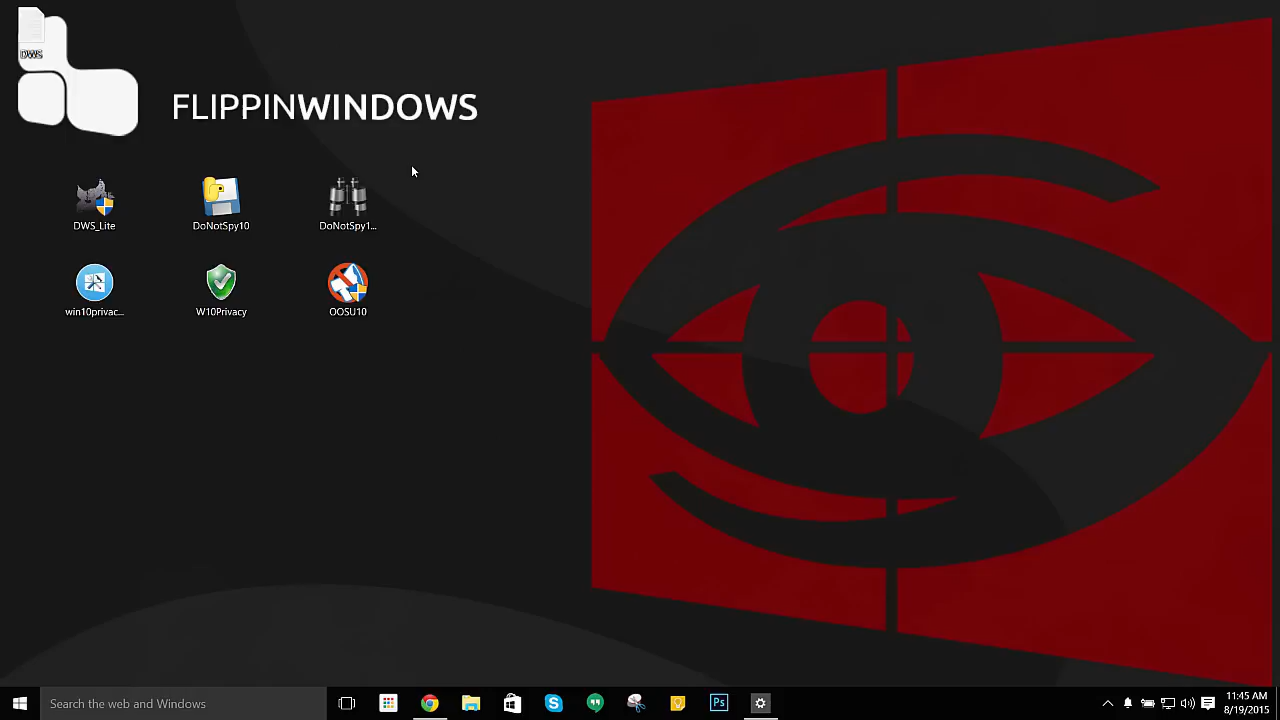 DWS
FLIPPINWINDOWS
DWS_Lite
DoNotSpy10
DoNotSpy1...
win10privac...
W10Privacy
OOSU10
Search the web and Windows
Ps
11:45 AM
8/19/2015